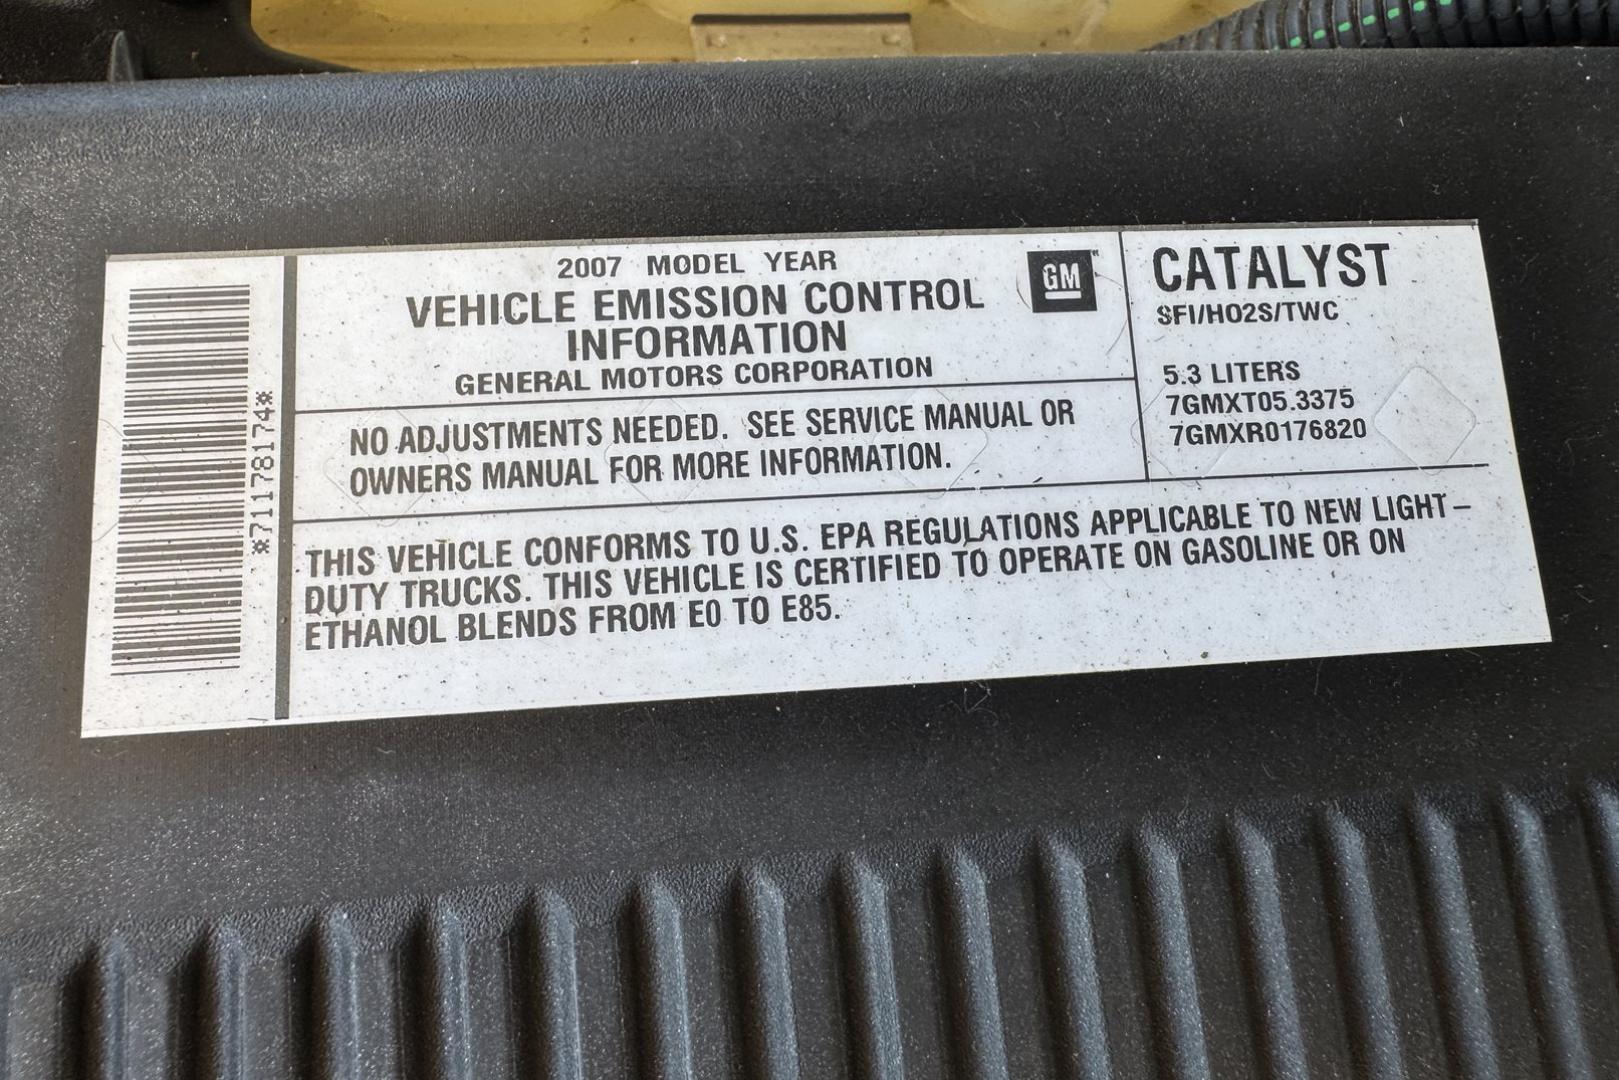 *71178174*
2007 MODEL YEAR
VEHICLE EMISSION CONTROL
INFORMATION
GENERAL MOTORS CORPORATION
GM
NO ADJUSTMENTS NEEDED. SEE SERVICE MANUAL OR
OWNERS MANUAL FOR MORE INFORMATION.
CATALYST
SFI/HO2S/TWC
5.3 LITERS
7GMXT05.3375
7GMXR0176820
THIS VEHICLE CONFORMS TO U.S. EPA REGULATIONS APPLICABLE TO NEW LIGHT-
DUTY TRUCKS. THIS VEHICLE IS CERTIFIED TO OPERATE ON GASOLINE OR ON
ETHANOL BLENDS FROM E0 TO E85.